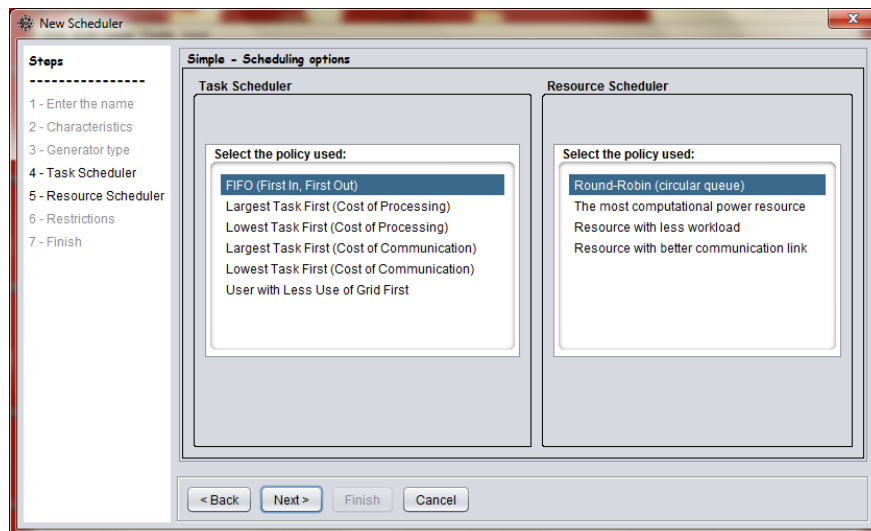 New Scheduler
x
Steps
----------------
1 - Enter the name
2 - Characteristics
3 - Generator type
4 - Task Scheduler
5 - Resource Scheduler
6 - Restrictions
7 - Finish
Simple - Scheduling options
Task Scheduler
Select the policy used:
FIFO (First In, First Out)
Largest Task First (Cost of Processing)
Lowest Task First (Cost of Processing)
Largest Task First (Cost of Communication)
Lowest Task First (Cost of Communication)
User with Less Use of Grid First
Resource Scheduler
Select the policy used:
Round-Robin (circular queue)
The most computational power resource
Resource with less workload
Resource with better communication link
< Back
Next >
Finish
Cancel